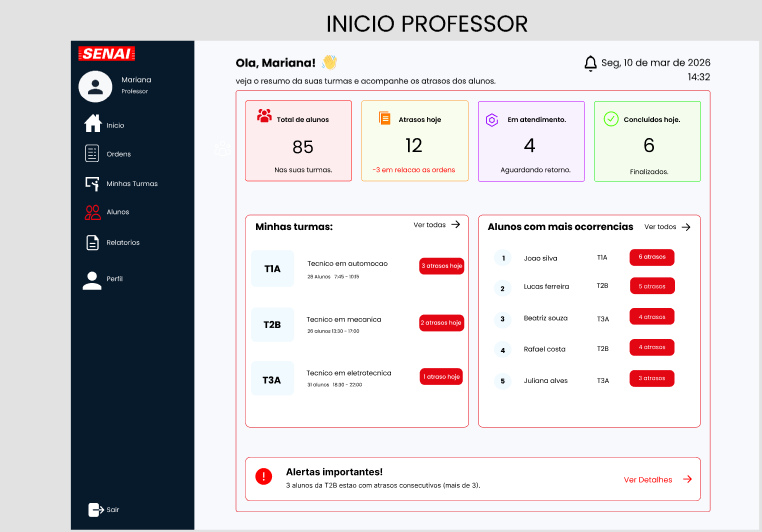 INICIO PROFESSOR
SENAI
Mariana
Professor
Inicio
Ordens
Minhas Turmas
Alunos
Relatorios
Perfil
Sair
Ola, Mariana! 👋
veja o resumo da suas turmas e acompanhe os atrasos dos alunos.
Seg, 10 de mar de 2026
14:32
Total de alunos
85
Nas suas turmas.
Atrasos hoje
12
-3 em relacao as ordens
Em atendimento.
4
Aguardando retorno.
Concluidos hoje.
6
Finalizados.
Minhas turmas:
Ver todas
T1A
Tecnico em automocao
28 Alunos 7:45 - 10:15
3 atrasos hoje
T2B
Tecnico em mecanica
26 alunos 13:30 - 17:00
2 atrasos hoje
T3A
Tecnico em eletrotecnica
31 alunos 18:30 - 22:00
1 atraso hoje
Alunos com mais ocorrencias
Ver todos
1 Joao silva T1A 6 atrasos
2 Lucas ferreira T2B 5 atrasos
3 Beatriz souza T3A 4 atrasos
4 Rafael costa T2B 4 atrasos
5 Juliana alves T3A 3 atrasos
Alertas importantes!
3 alunos da T2B estao com atrasos consecutivos (mais de 3).
Ver Detalhes